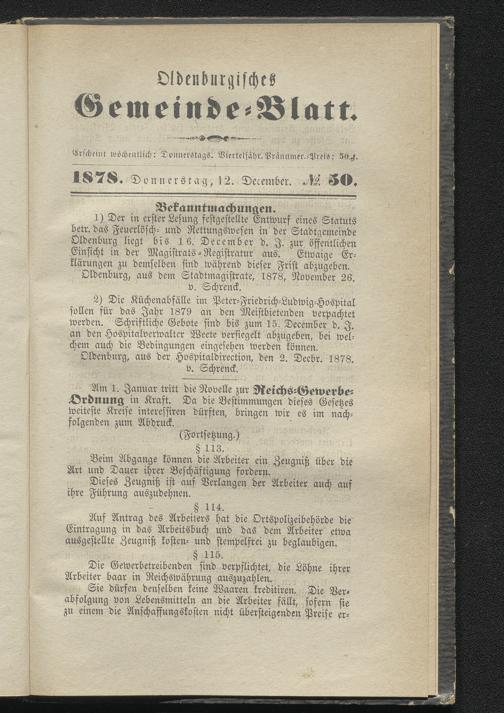 Oldenburgisches
Gemeinde-Blatt.
Erscheint wöchentlich: Donnerstags. Vierteljähr. Pränumer.-Preis: 50 ₰.
1878. Donnerstag, 12. December. № 50.
Bekanntmachungen.
1) Der in erster Lesung festgestellte Entwurf eines Statuts
betr. das Feuerlösch- und Rettungswesen in der Stadtgemeinde
Oldenburg liegt bis 16. December d. J. zur öffentlichen
Einsicht in der Magistrats-Registratur aus. Etwaige Er-
klärungen zu demselben sind während dieser Frist abzugeben.
Oldenburg, aus dem Stadtmagistrate, 1878, November 26.
v. Schrenck.
2) Die Küchenabfälle im Peter-Friedrich-Ludwig-Hospital
sollen für das Jahr 1879 an den Meistbietenden verpachtet
werden. Schriftliche Gebote sind bis zum 15. December d. J.
an den Hospitalverwalter Weete versiegelt abzugeben, bei wel-
chem auch die Bedingungen eingesehen werden können.
Oldenburg, aus der Hospitaldirection, den 2. Decbr. 1878.
v. Schrenck.
Am 1. Januar tritt die Novelle zur Reichs-Gewerbe-
Ordnung in Kraft. Da die Bestimmungen dieses Gesetzes
weiteste Kreise interessiren dürften, bringen wir es im nach-
folgenden zum Abdruck.
(Fortsetzung.)
§ 113.
Beim Abgange können die Arbeiter ein Zeugniß über die
Art und Dauer ihrer Beschäftigung fordern.
Dieses Zeugniß ist auf Verlangen der Arbeiter auch auf
ihre Führung auszudehnen.
§ 114.
Auf Antrag des Arbeiters hat die Ortspolizeibehörde die
Eintragung in das Arbeitsbuch und das dem Arbeiter etwa
ausgestellte Zeugniß kosten- und stempelfrei zu beglaubigen.
§ 115.
Die Gewerbetreibenden sind verpflichtet, die Löhne ihrer
Arbeiter baar in Reichswährung auszuzahlen.
Sie dürfen denselben keine Waaren kreditiren. Die Ver-
abfolgung von Lebensmitteln an die Arbeiter fällt, sofern sie
zu einem die Anschaffungskosten nicht übersteigenden Preise er-